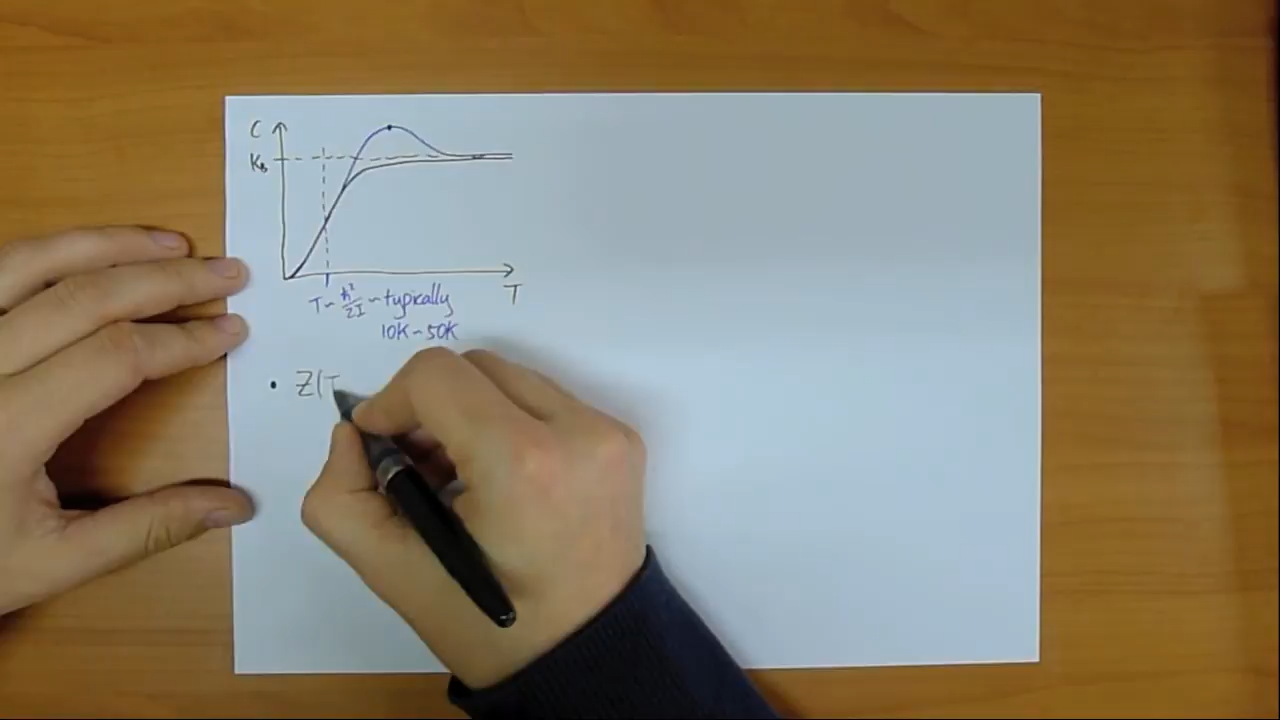 C
K_B
T ~ ħ²/2I ~ typically
10K ~ 50K
T
• Z(T